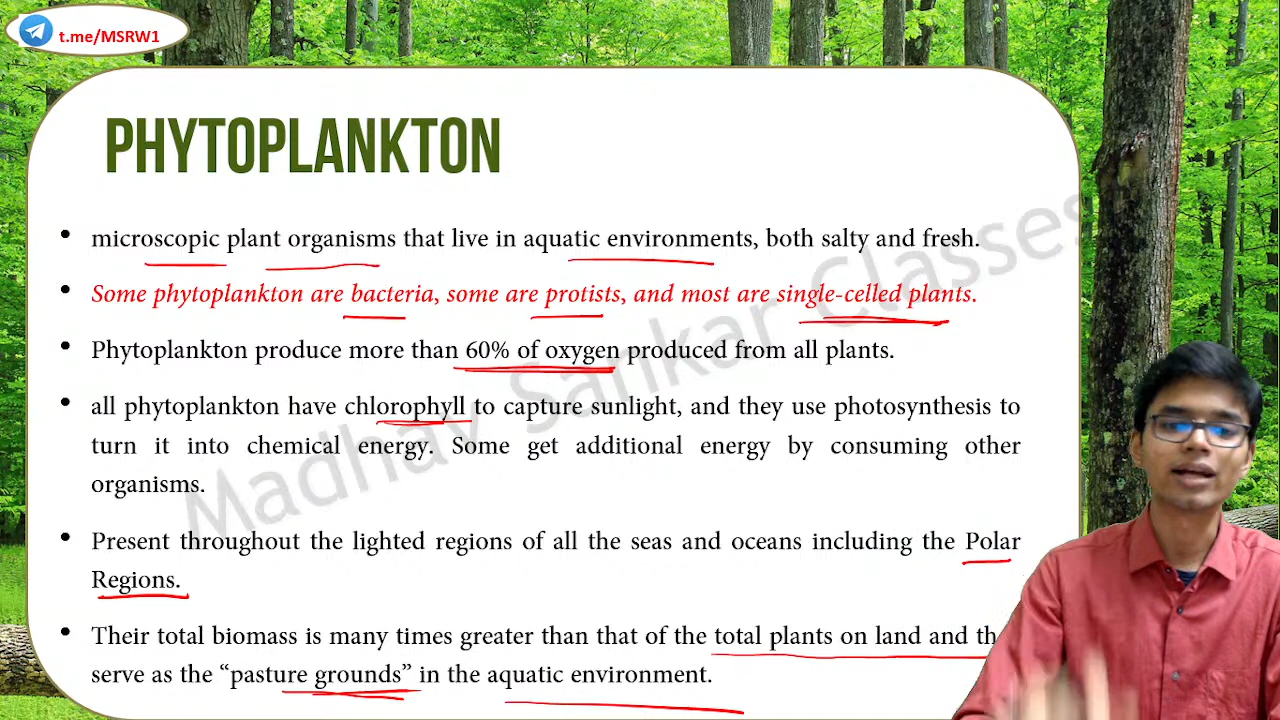 t.me/MSRW1
PHYTOPLANKTON
• microscopic plant organisms that live in aquatic environments, both salty and fresh.
• Some phytoplankton are bacteria, some are protists, and most are single-celled plants.
• Phytoplankton produce more than 60% of oxygen produced from all plants.
• all phytoplankton have chlorophyll to capture sunlight, and they use photosynthesis to
turn it into chemical energy. Some get additional energy by consuming other
organisms.
• Present throughout the lighted regions of all the seas and oceans including the Polar
Regions.
• Their total biomass is many times greater than that of the total plants on land and th
serve as the “pasture grounds” in the aquatic environment.
Madhav Sankar Classes